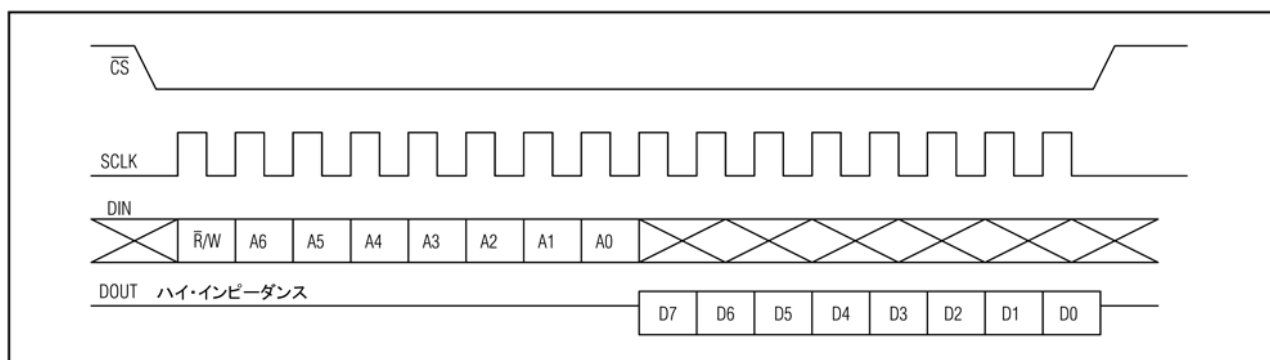 C̅S̅
SCLK
DIN
R̅/W A6 A5 A4 A3 A2 A1 A0
DOUT ハイ・インピーダンス
D7 D6 D5 D4 D3 D2 D1 D0